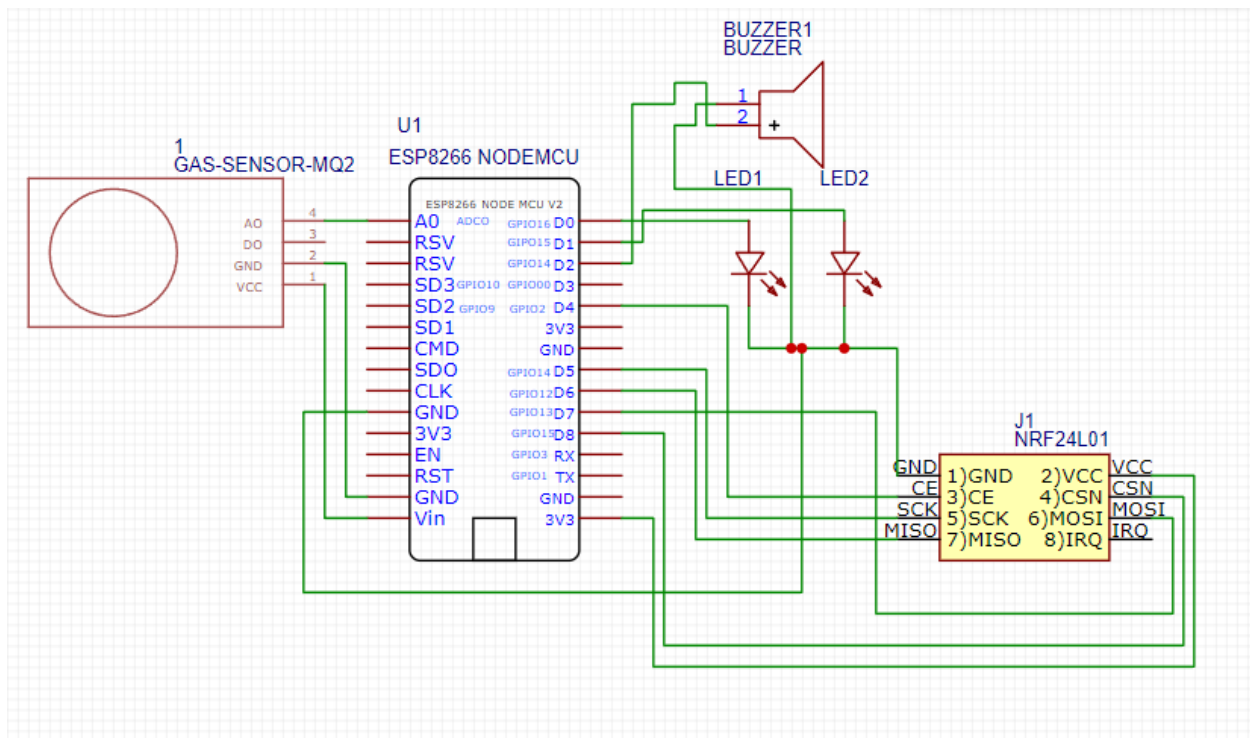 BUZZER1
BUZZER
1
2
+
U1
ESP8266 NODEMCU
1
GAS-SENSOR-MQ2
LED1
LED2
AO 4
DO 3
GND 2
VCC 1
ESP8266 NODE MCU V2
A0 ADC0 GPIO16 D0
RSV GIPO15 D1
RSV GPIO14 D2
SD3 GPIO10 GPIO00 D3
SD2 GPIO9 GPIO2 D4
SD1 3V3
CMD GND
SDO GPIO14 D5
CLK GPIO12 D6
GND GPIO13 D7
3V3 GPIO15 D8
EN GPIO3 RX
RST GPIO1 TX
GND GND
Vin 3V3
J1
NRF24L01
GND 1)GND 2)VCC VCC
CE 3)CE 4)CSN CSN
SCK 5)SCK 6)MOSI MOSI
MISO 7)MISO 8)IRQ IRQ